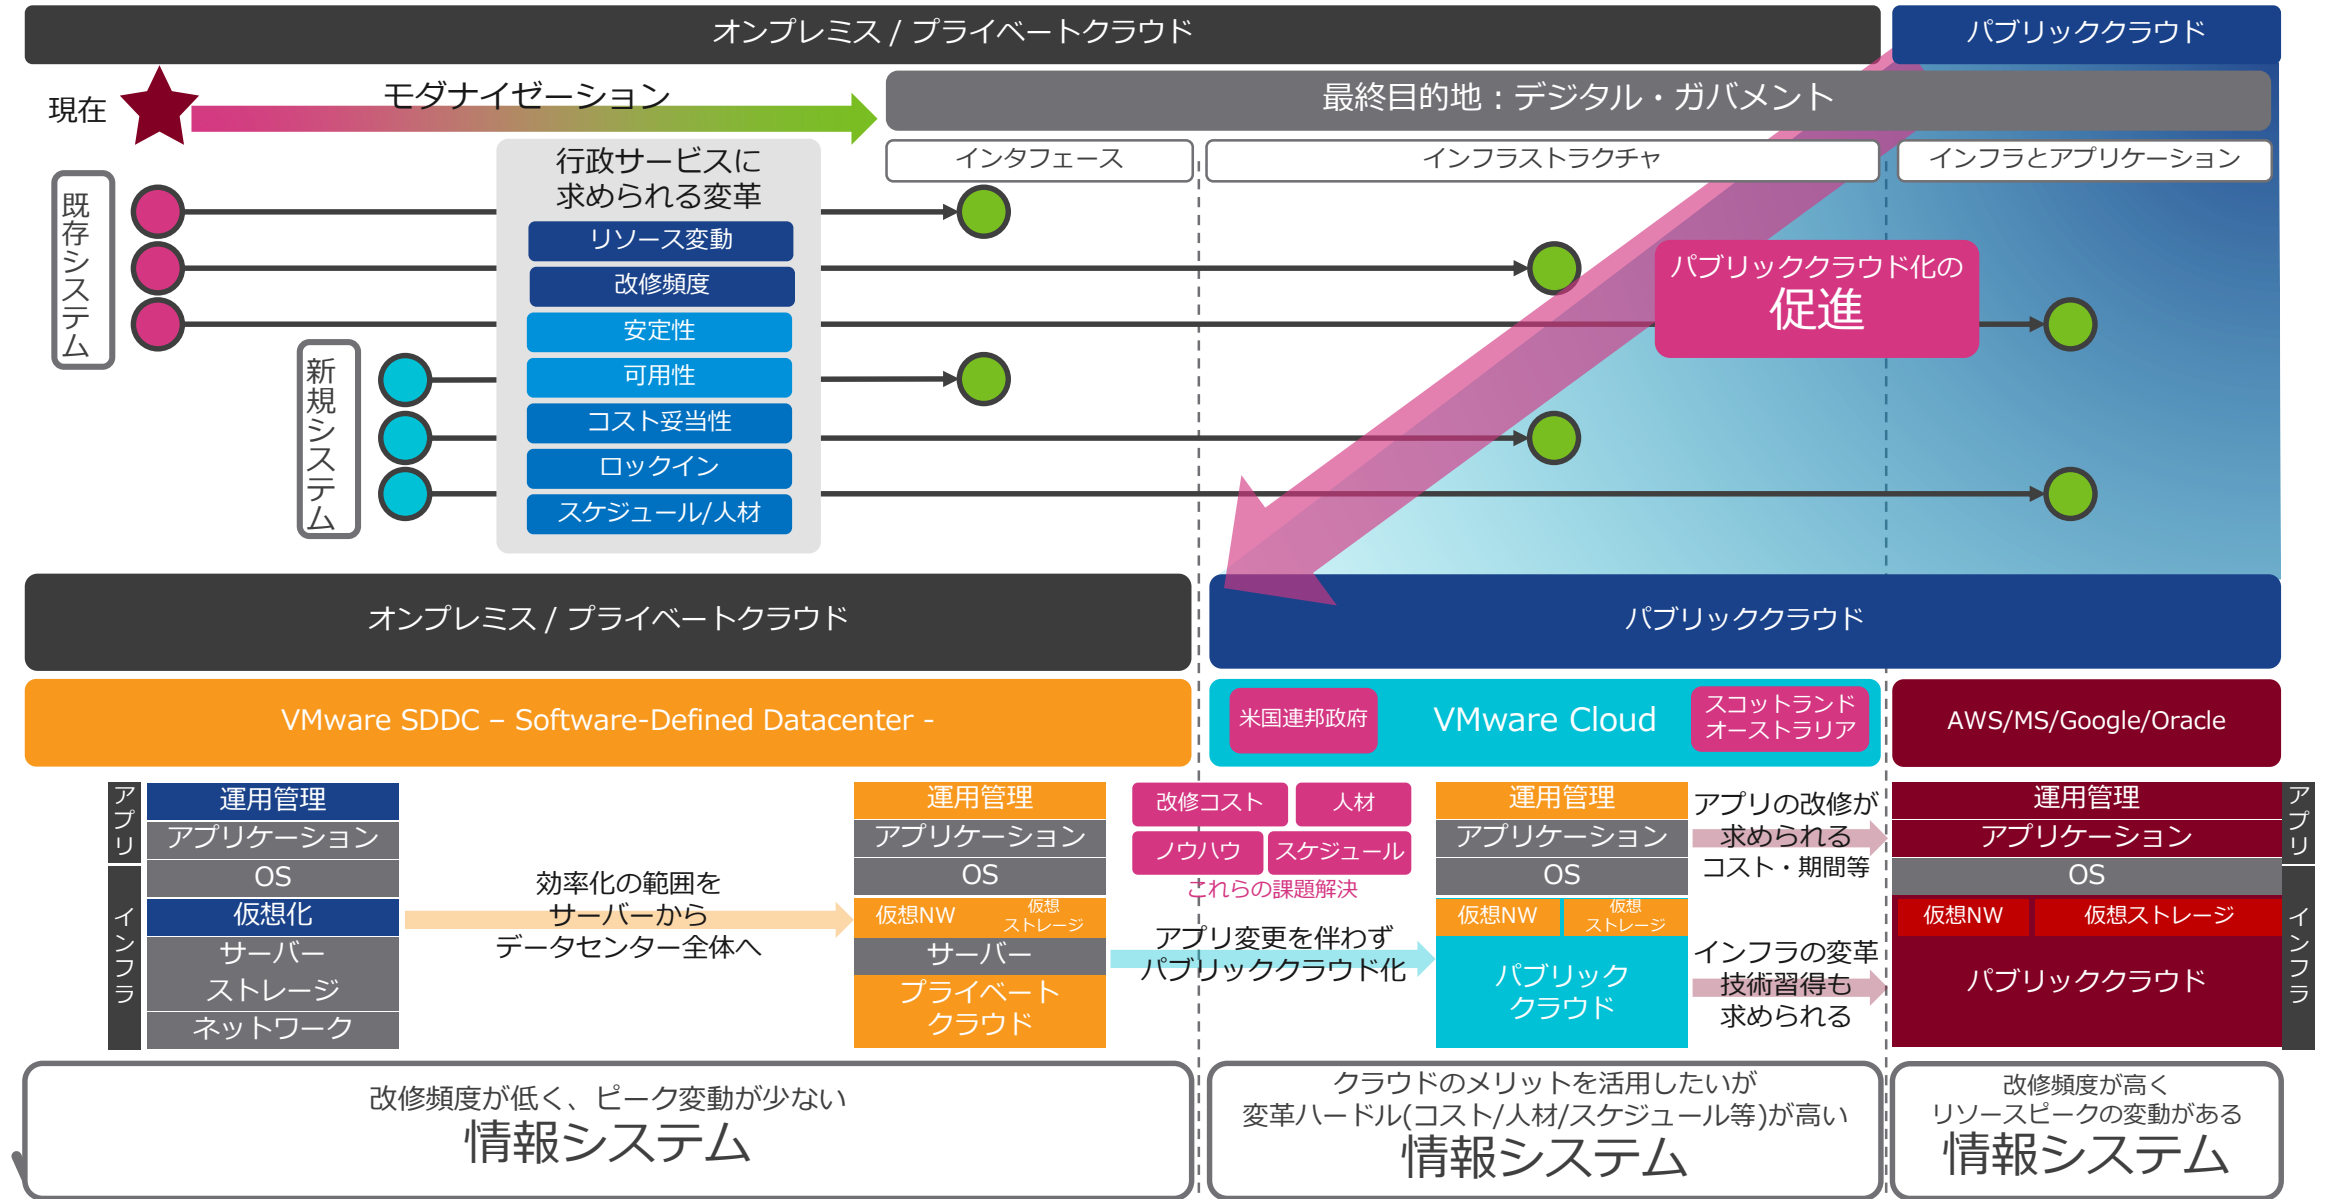 オンプレミス / プライベートクラウド
パブリッククラウド
現在
モダナイゼーション
最終目的地：デジタル・ガバメント
インタフェース
インフラストラクチャ
インフラとアプリケーション
既存システム
新規システム
行政サービスに
求められる変革
リソース変動
改修頻度
安定性
可用性
コスト妥当性
ロックイン
スケジュール/人材
パブリッククラウド化の
促進
オンプレミス / プライベートクラウド
パブリッククラウド
VMware SDDC – Software-Defined Datacenter -
米国連邦政府
VMware Cloud
スコットランド
オーストラリア
AWS/MS/Google/Oracle
アプリ
インフラ
運用管理
アプリケーション
OS
仮想化
サーバー
ストレージ
ネットワーク
効率化の範囲を
サーバーから
データセンター全体へ
運用管理
アプリケーション
OS
仮想NW
仮想
ストレージ
サーバー
プライベート
クラウド
改修コスト
人材
ノウハウ
スケジュール
これらの課題解決
アプリ変更を伴わず
パブリッククラウド化
運用管理
アプリケーション
OS
仮想NW
仮想
ストレージ
パブリック
クラウド
アプリの改修が
求められる
コスト・期間等
インフラの変革
技術習得も
求められる
運用管理
アプリケーション
OS
仮想NW
仮想ストレージ
パブリッククラウド
アプリ
インフラ
改修頻度が低く、ピーク変動が少ない
情報システム
クラウドのメリットを活用したいが
変革ハードル(コスト/人材/スケジュール等)が高い
情報システム
改修頻度が高く
リソースピークの変動がある
情報システム